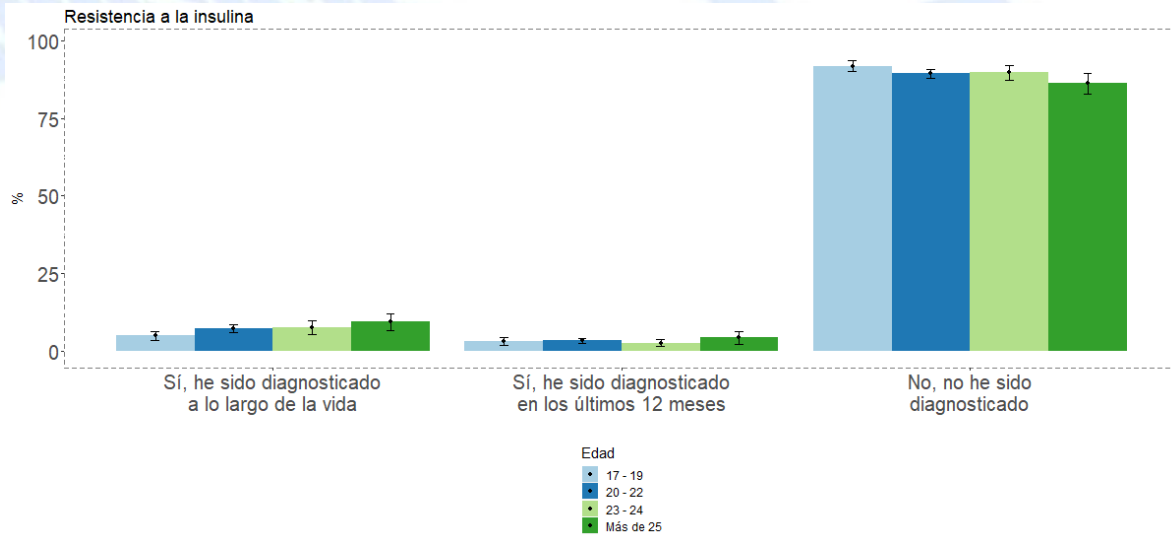 Resistencia a la insulina
100
75
50
25
0
%
Sí, he sido diagnosticado
a lo largo de la vida
Sí, he sido diagnosticado
en los últimos 12 meses
No, no he sido
diagnosticado
Edad
17 - 19
20 - 22
23 - 24
Más de 25